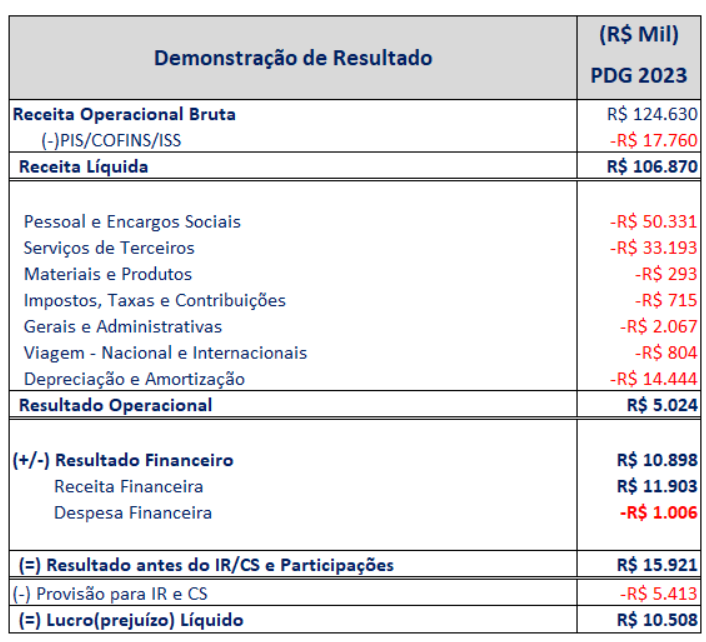 Demonstração de Resultado (R$ Mil)
PDG 2023
Receita Operacional Bruta R$ 124.630
(-)PIS/COFINS/ISS -R$ 17.760
Receita Líquida R$ 106.870
Pessoal e Encargos Sociais -R$ 50.331
Serviços de Terceiros -R$ 33.193
Materiais e Produtos -R$ 293
Impostos, Taxas e Contribuições -R$ 715
Gerais e Administrativas -R$ 2.067
Viagem - Nacional e Internacionais -R$ 804
Depreciação e Amortização -R$ 14.444
Resultado Operacional R$ 5.024
(+/-) Resultado Financeiro R$ 10.898
Receita Financeira R$ 11.903
Despesa Financeira -R$ 1.006
(=) Resultado antes do IR/CS e Participações R$ 15.921
(-) Provisão para IR e CS -R$ 5.413
(=) Lucro(prejuízo) Líquido R$ 10.508